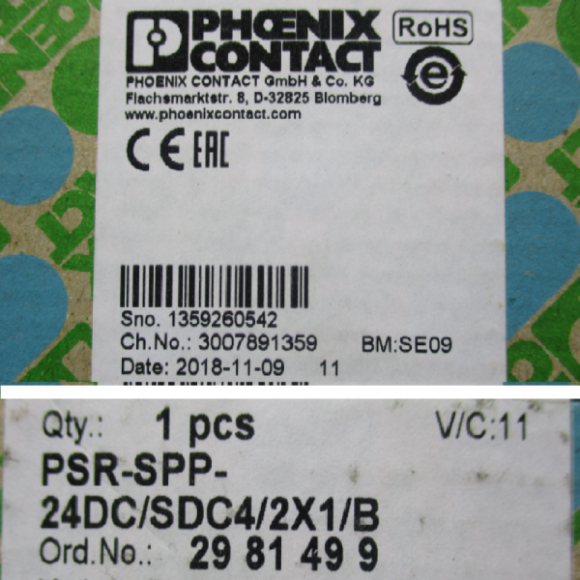 PHŒNIX
CONTACT
RoHS
e
PHOENIX CONTACT GmbH & Co. KG
Flachsmarktstr. 8, D-32825 Blomberg
www.phoenixcontact.com
CE EAC
Sno. 1359260542
Ch.No.: 3007891359 BM:SE09
Date: 2018-11-09 11
Qty.: 1 pcs V/C:11
PSR-SPP-
24DC/SDC4/2X1/B
Ord.No.: 29 81 49 9